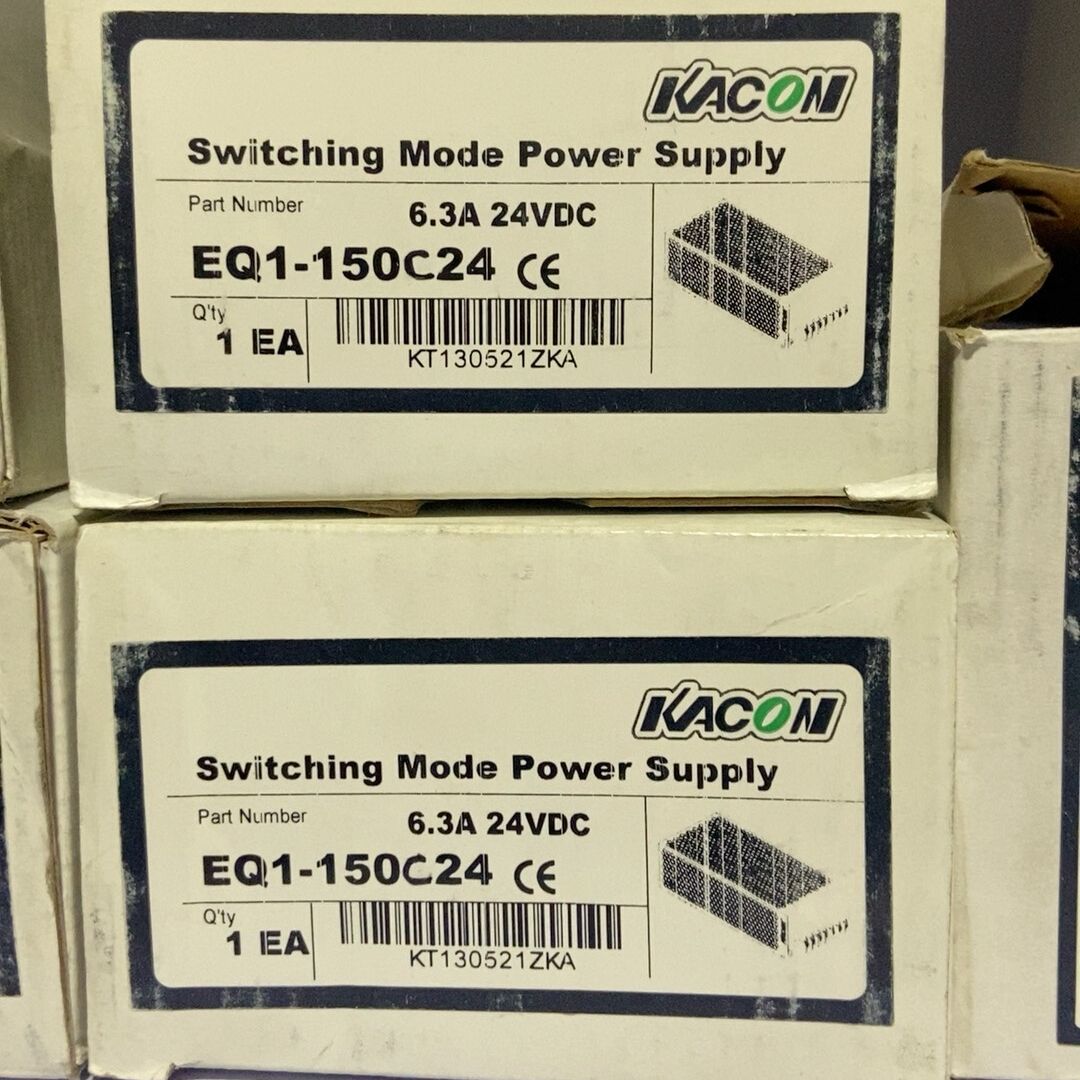 KACON
Switching Mode Power Supply
Part Number
6.3A 24VDC
EQ1-150C24 CE
Q'ty
1 EA
KT130521ZKA
KACON
Switching Mode Power Supply
Part Number
6.3A 24VDC
EQ1-150C24 CE
Q'ty
1 EA
KT130521ZKA